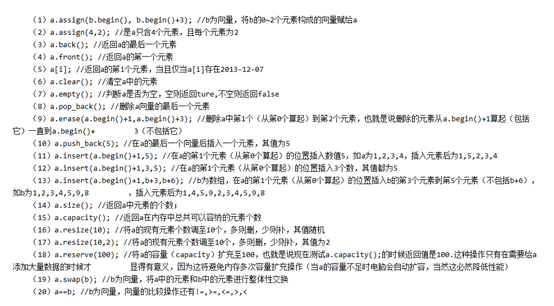 （1）a.assign(b.begin(), b.begin()+3); //b为向量，将b的0~2个元素构成的向量赋给a
（2）a.assign(4,2); //是a只含4个元素，且每个元素为2
（3）a.back(); //返回a的最后一个元素
（4）a.front(); //返回a的第一个元素
（5）a[i]; //返回a的第i个元素，当且仅当a[i]存在2013-12-07
（6）a.clear(); //清空a中的元素
（7）a.empty(); //判断a是否为空，空则返回ture,不空则返回false
（8）a.pop_back(); //删除a向量的最后一个元素
（9）a.erase(a.begin()+1,a.begin()+3); //删除a中第1个（从第0个算起）到第2个元素，也就是说删除的元素从a.begin()+1算起（包括
它）一直到a.begin()+ 3（不包括它）
（10）a.push_back(5); //在a的最后一个向量后插入一个元素，其值为5
（11）a.insert(a.begin()+1,5); //在a的第1个元素（从第0个算起）的位置插入数值5，如a为1,2,3,4，插入元素后为1,5,2,3,4
（12）a.insert(a.begin()+1,3,5); //在a的第1个元素（从第0个算起）的位置插入3个数，其值都为5
（13）a.insert(a.begin()+1,b+3,b+6); //b为数组，在a的第1个元素（从第0个算起）的位置插入b的第3个元素到第5个元素（不包括b+6），
如b为1,2,3,4,5,9,8 ，插入元素后为1,4,5,9,2,3,4,5,9,8
（14）a.size(); //返回a中元素的个数；
（15）a.capacity(); //返回a在内存中总共可以容纳的元素个数
（16）a.resize(10); //将a的现有元素个数调至10个，多则删，少则补，其值随机
（17）a.resize(10,2); //将a的现有元素个数调至10个，多则删，少则补，其值为2
（18）a.reserve(100); //将a的容量（capacity）扩充至100，也就是说现在测试a.capacity();的时候返回值是100.这种操作只有在需要给a
添加大量数据的时候才 显得有意义，因为这将避免内存多次容量扩充操作（当a的容量不足时电脑会自动扩容，当然这必然降低性能）
（19）a.swap(b); //b为向量，将a中的元素和b中的元素进行整体性交换
（20）a==b; //b为向量，向量的比较操作还有!=,>=,<=,>,<